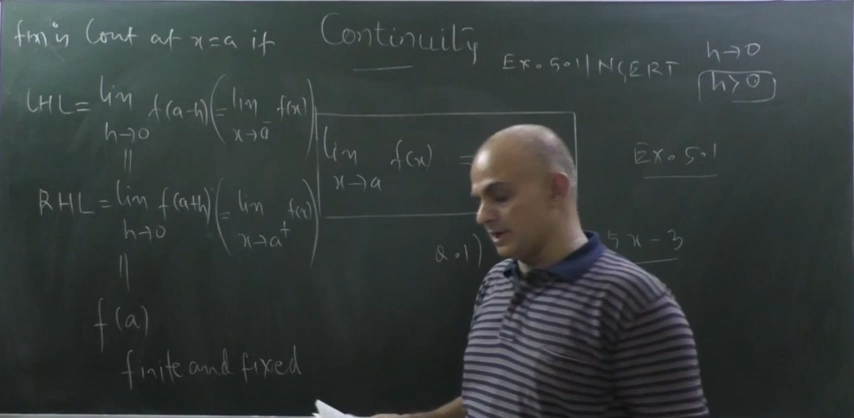 f(x) is Cont at x=a if
Continuity
Ex. 5.1 | NCERT
h→0
h>0
LHL = lim f(a-h) (= lim f(x))
h→0 x→a⁻
||
RHL = lim f(a+h) (= lim f(x))
h→0 x→a⁺
||
f(a)
finite and fixed
lim f(x) =
x→a
Ex. 5.1
Q.1) 5x-3